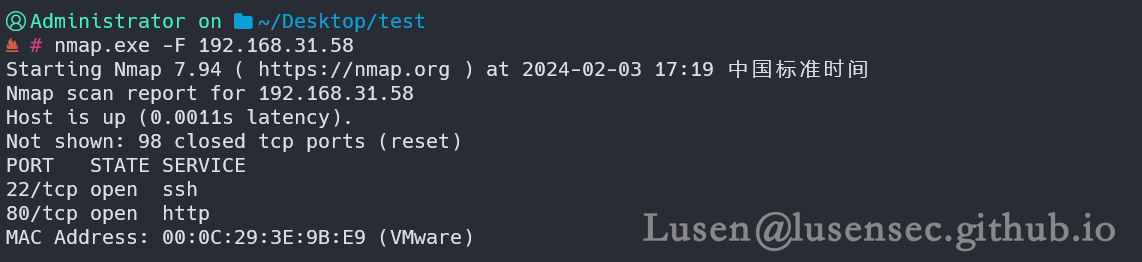 Administrator on ~/Desktop/test
# nmap.exe -F 192.168.31.58
Starting Nmap 7.94 ( https://nmap.org ) at 2024-02-03 17:19 中国标准时间
Nmap scan report for 192.168.31.58
Host is up (0.0011s latency).
Not shown: 98 closed tcp ports (reset)
PORT   STATE SERVICE
22/tcp open  ssh
80/tcp open  http
MAC Address: 00:0C:29:3E:9B:E9 (VMware)
Lusen@lusensec.github.io